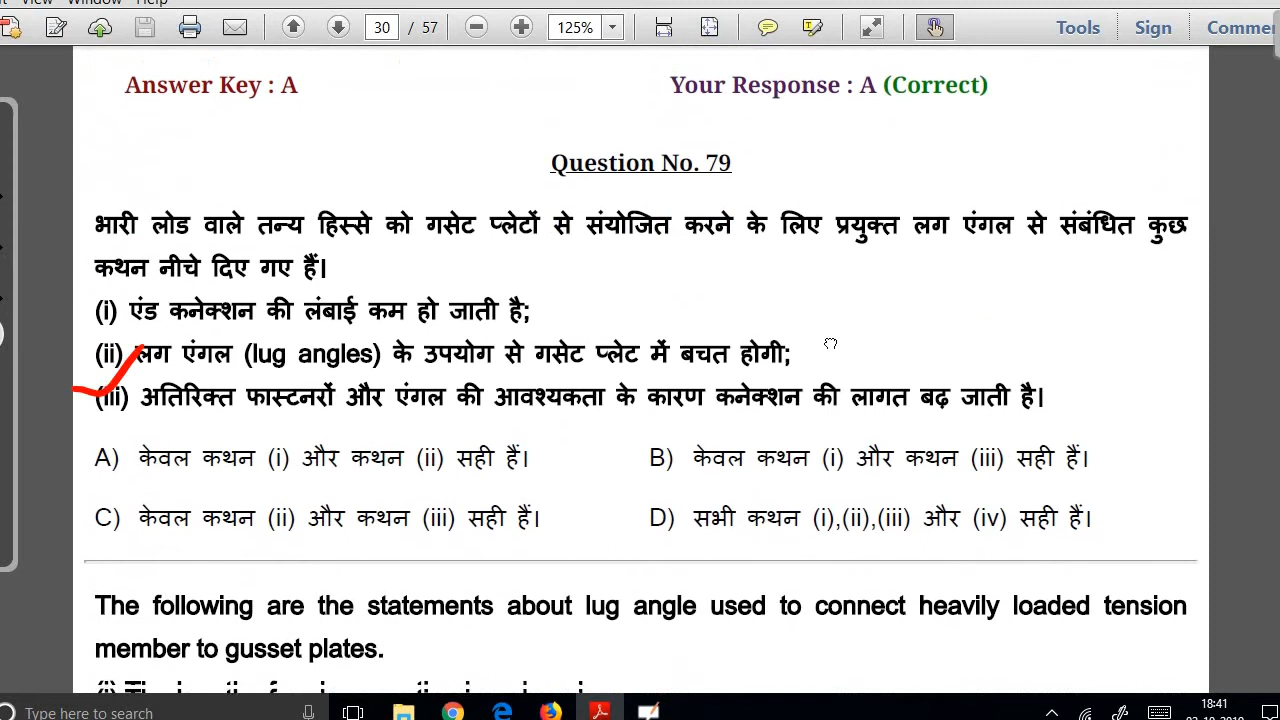 30 / 57
125%
Tools
Sign
Answer Key : A
Your Response : A (Correct)
Question No. 79
भारी लोड वाले तन्य हिस्से को गसेट प्लेटों से संयोजित करने के लिए प्रयुक्त लग एंगल से संबंधित कुछ
कथन नीचे दिए गए हैं।
(i) एंड कनेक्शन की लंबाई कम हो जाती है;
(ii) लग एंगल (lug angles) के उपयोग से गसेट प्लेट में बचत होगी;
(iii) अतिरिक्त फास्टनरों और एंगल की आवश्यकता के कारण कनेक्शन की लागत बढ़ जाती है।
A) केवल कथन (i) और कथन (ii) सही हैं।
B) केवल कथन (i) और कथन (iii) सही हैं।
C) केवल कथन (ii) और कथन (iii) सही हैं।
D) सभी कथन (i),(ii),(iii) और (iv) सही हैं।
The following are the statements about lug angle used to connect heavily loaded tension
member to gusset plates.
Type here to search
18:41